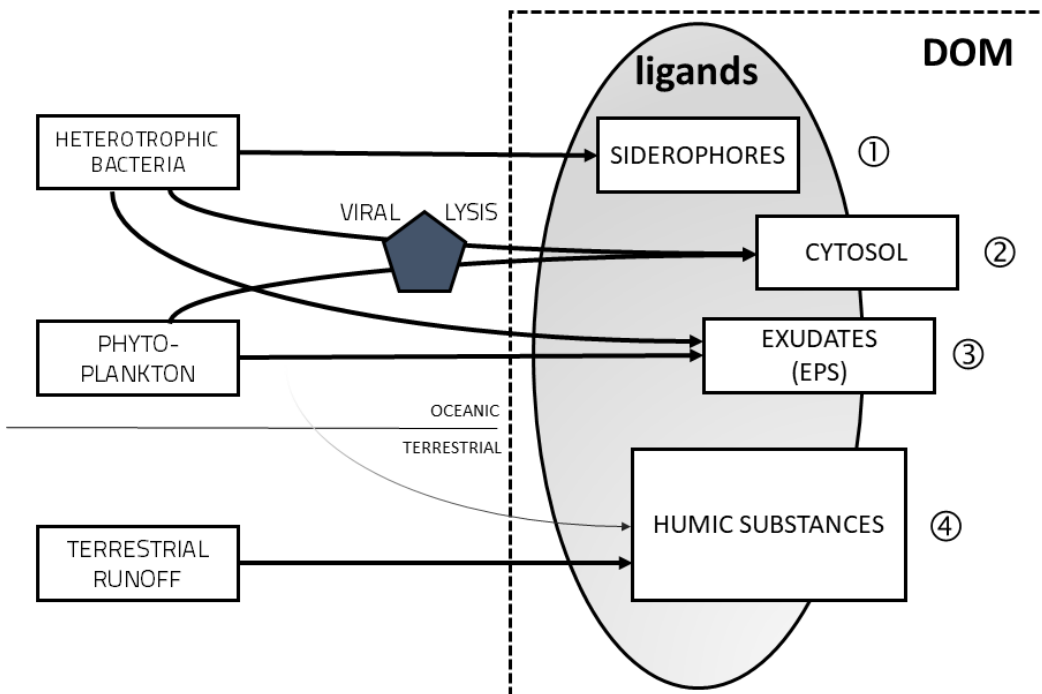 DOM
ligands
HETEROTROPHIC
BACTERIA
SIDEROPHORES
①
VIRAL LYSIS
CYTOSOL
②
PHYTO-
PLANKTON
EXUDATES
(EPS)
③
OCEANIC
TERRESTRIAL
HUMIC SUBSTANCES
④
TERRESTRIAL
RUNOFF